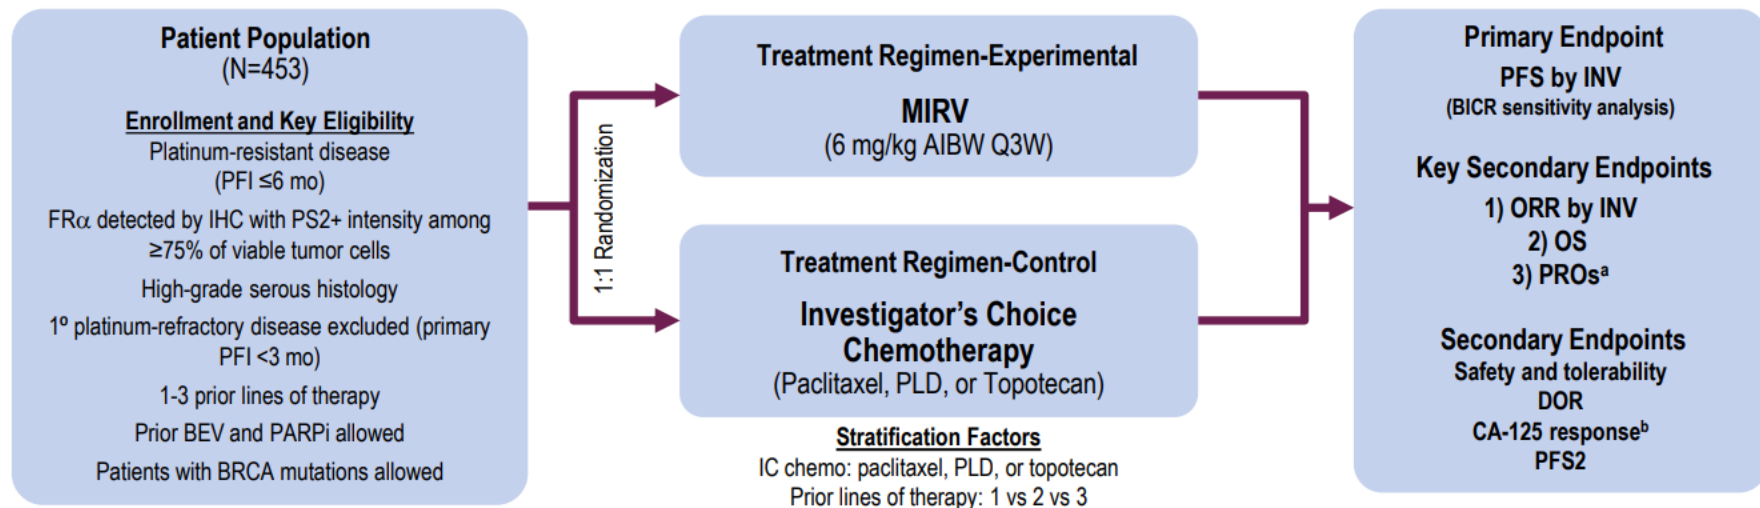 Patient Population
(N=453)
Enrollment and Key Eligibility
Platinum-resistant disease
(PFI ≤6 mo)
FRα detected by IHC with PS2+ intensity among
≥75% of viable tumor cells
High-grade serous histology
1º platinum-refractory disease excluded (primary
PFI <3 mo)
1-3 prior lines of therapy
Prior BEV and PARPi allowed
Patients with BRCA mutations allowed
1:1 Randomization
Treatment Regimen-Experimental
MIRV
(6 mg/kg AIBW Q3W)
Treatment Regimen-Control
Investigator’s Choice
Chemotherapy
(Paclitaxel, PLD, or Topotecan)
Stratification Factors
IC chemo: paclitaxel, PLD, or topotecan
Prior lines of therapy: 1 vs 2 vs 3
Primary Endpoint
PFS by INV
(BICR sensitivity analysis)
Key Secondary Endpoints
1) ORR by INV
2) OS
3) PROsᵃ
Secondary Endpoints
Safety and tolerability
DOR
CA-125 responseᵇ
PFS2